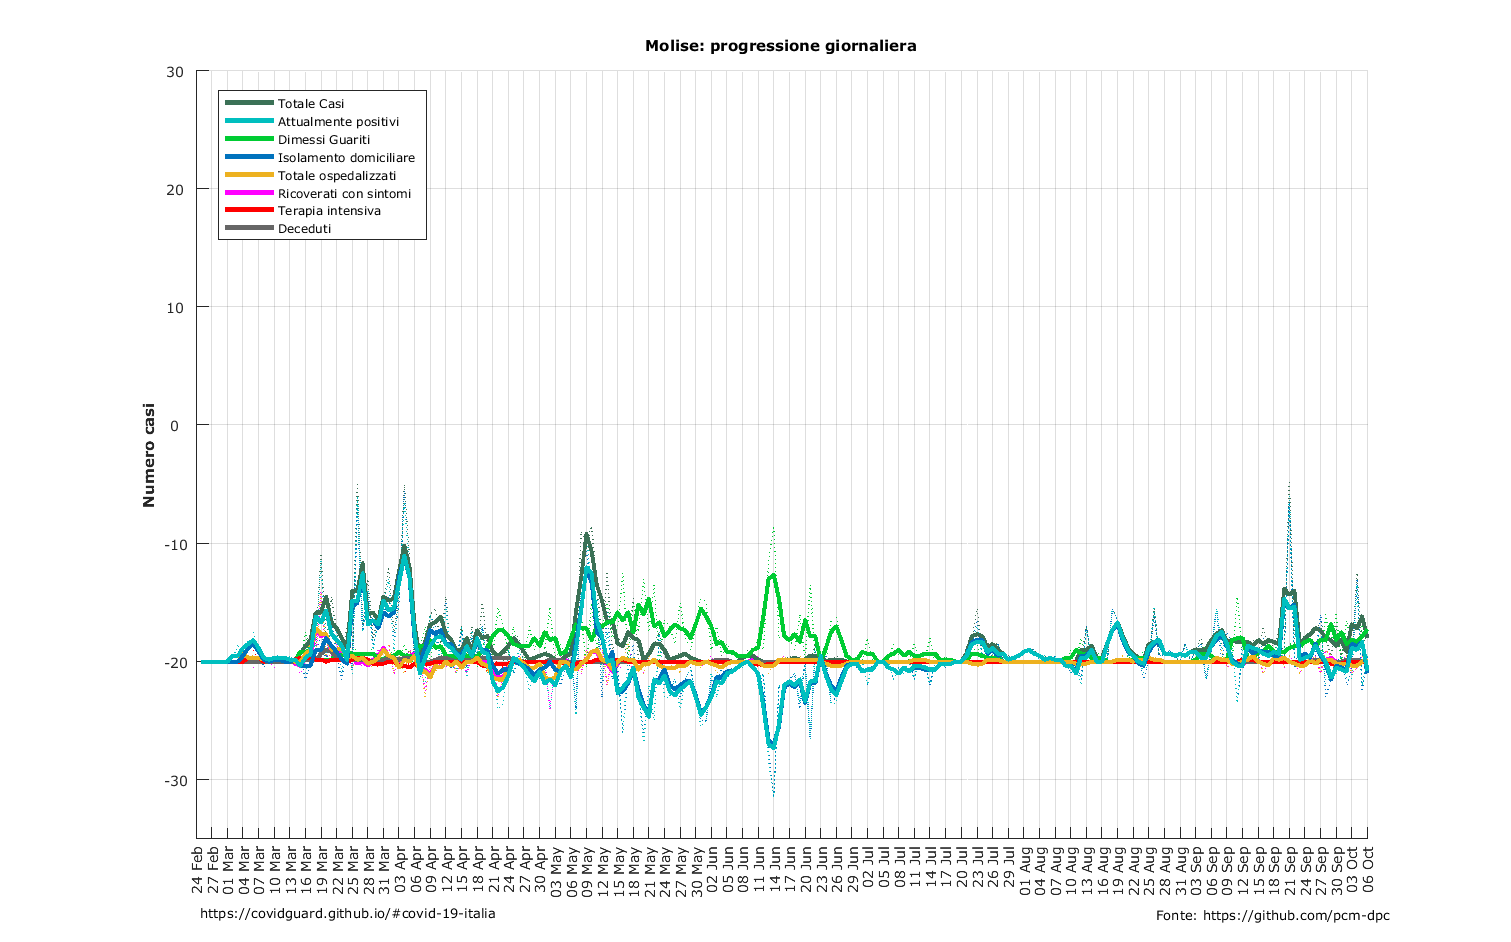 Molise: progressione giornaliera
30
20
10
0
-10
-20
-30
Numero casi
Totale Casi
Attualmente positivi
Dimessi Guariti
Isolamento domiciliare
Totale ospedalizzati
Ricoverati con sintomi
Terapia intensiva
Deceduti
24 Feb
27 Feb
01 Mar
04 Mar
07 Mar
10 Mar
13 Mar
16 Mar
19 Mar
22 Mar
25 Mar
28 Mar
31 Mar
03 Apr
06 Apr
09 Apr
12 Apr
15 Apr
18 Apr
21 Apr
24 Apr
27 Apr
30 Apr
03 May
06 May
09 May
12 May
15 May
18 May
21 May
24 May
27 May
30 May
02 Jun
05 Jun
08 Jun
11 Jun
14 Jun
17 Jun
20 Jun
23 Jun
26 Jun
29 Jun
02 Jul
05 Jul
08 Jul
11 Jul
14 Jul
17 Jul
20 Jul
23 Jul
26 Jul
29 Jul
01 Aug
04 Aug
07 Aug
10 Aug
13 Aug
16 Aug
19 Aug
22 Aug
25 Aug
28 Aug
31 Aug
03 Sep
06 Sep
09 Sep
12 Sep
15 Sep
18 Sep
21 Sep
24 Sep
27 Sep
30 Sep
03 Oct
06 Oct
https://covidguard.github.io/#covid-19-italia
Fonte: https://github.com/pcm-dpc